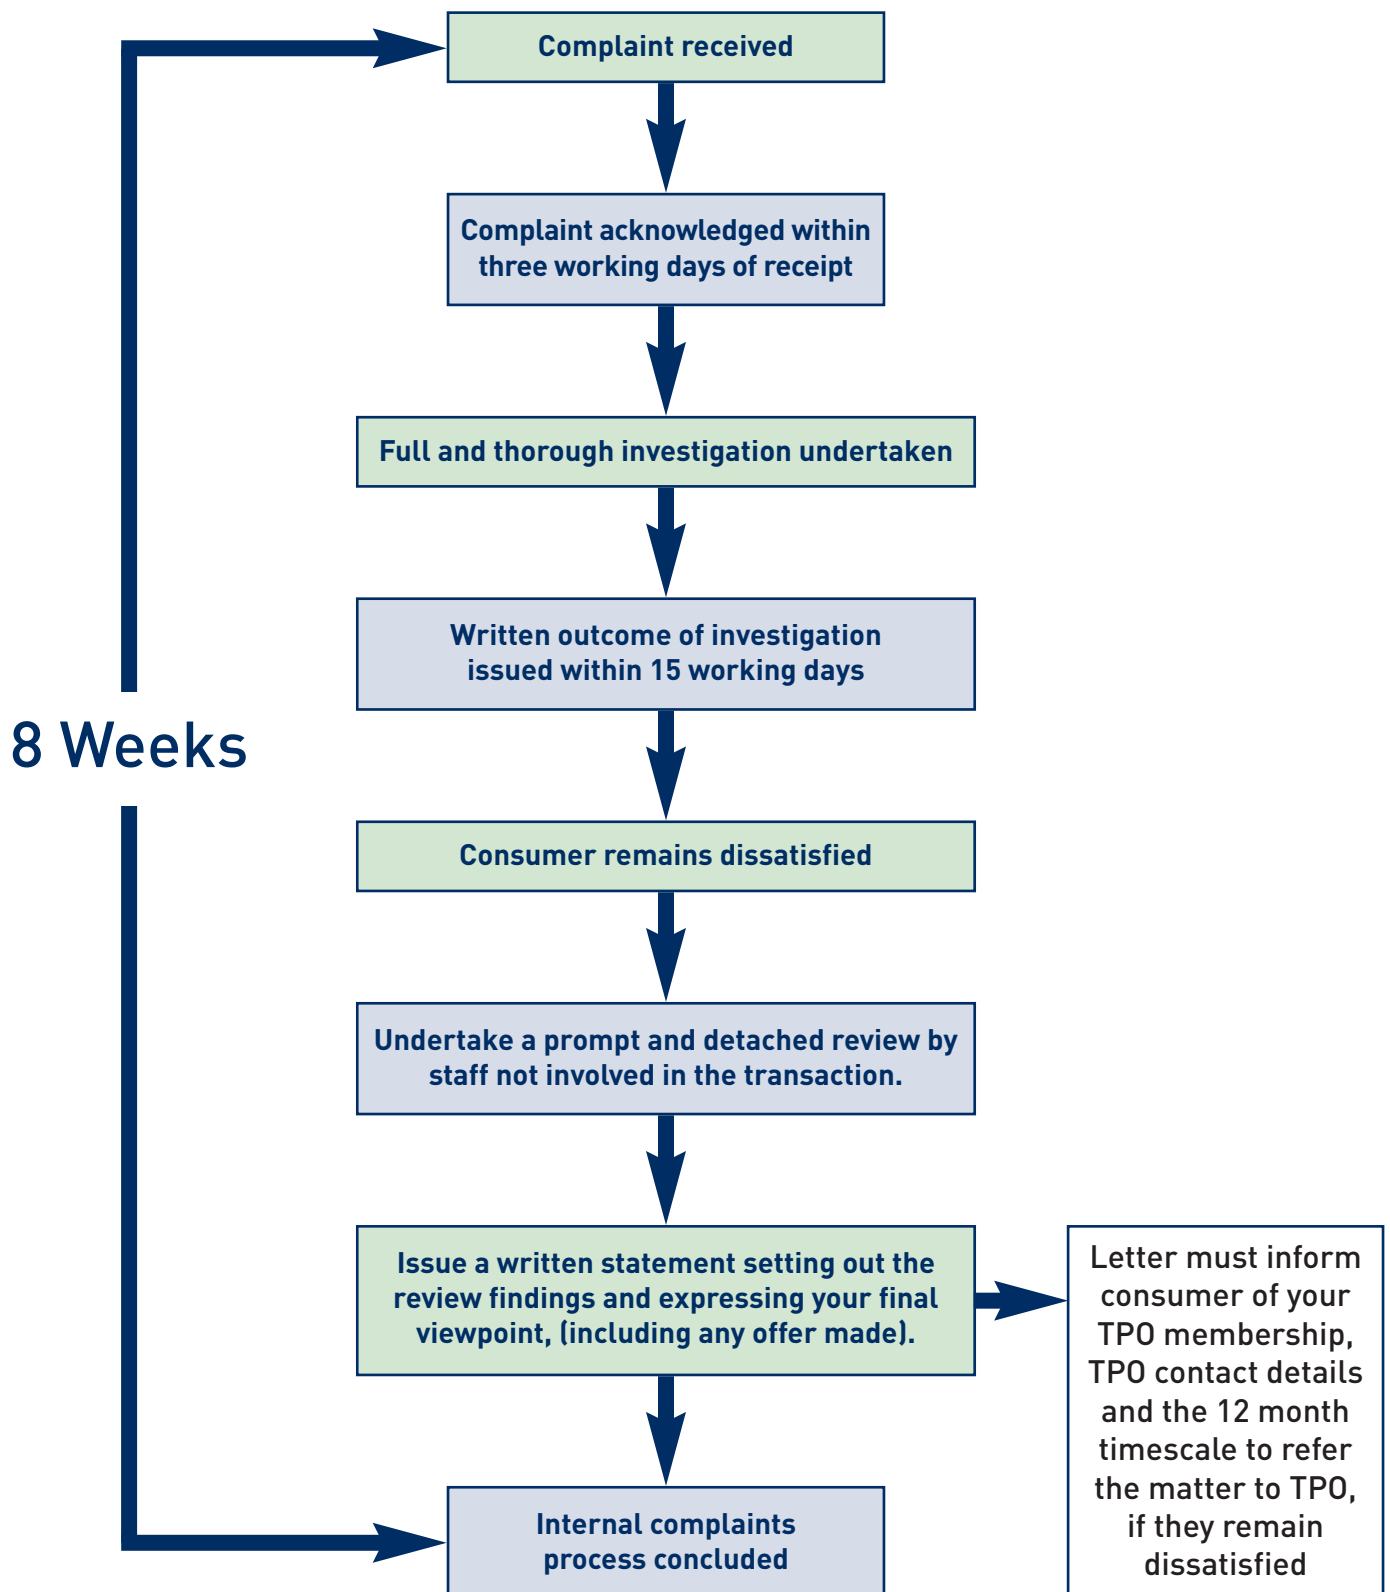 Complaint received
Complaint acknowledged within
three working days of receipt
Full and thorough investigation undertaken
Written outcome of investigation
issued within 15 working days
8 Weeks
Consumer remains dissatisfied
Undertake a prompt and detached review by
staff not involved in the transaction.
Issue a written statement setting out the
review findings and expressing your final
viewpoint, (including any offer made).
Letter must inform
consumer of your
TPO membership,
TPO contact details
and the 12 month
timescale to refer
the matter to TPO,
if they remain
dissatisfied
Internal complaints
process concluded